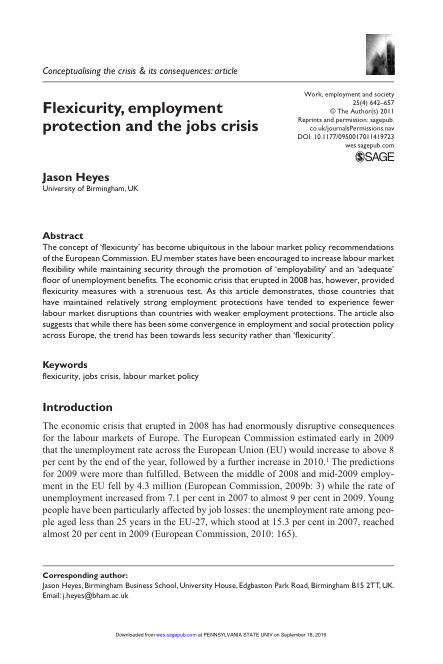 Conceptualising the crisis & its consequences: article
Flexicurity, employment
protection and the jobs crisis
Work, employment and society
25(4) 642–657
© The Author(s) 2011
Reprints and permission: sagepub.
co.uk/journalsPermissions.nav
DOI: 10.1177/0950017011419723
wes.sagepub.com
SAGE
Jason Heyes
University of Birmingham, UK
Abstract
The concept of ‘flexicurity’ has become ubiquitous in the labour market policy recommendations
of the European Commission. EU member states have been encouraged to increase labour market
flexibility while maintaining security through the promotion of ‘employability’ and an ‘adequate’
floor of unemployment benefits. The economic crisis that erupted in 2008 has, however, provided
flexicurity measures with a strenuous test. As this article demonstrates, those countries that
have maintained relatively strong employment protections have tended to experience fewer
labour market disruptions than countries with weaker employment protections. The article also
suggests that while there has been some convergence in employment and social protection policy
across Europe, the trend has been towards less security rather than ‘flexicurity’.
Keywords
flexicurity, jobs crisis, labour market policy
Introduction
The economic crisis that erupted in 2008 has had enormously disruptive consequences
for the labour markets of Europe. The European Commission estimated early in 2009
that the unemployment rate across the European Union (EU) would increase to above 8
per cent by the end of the year, followed by a further increase in 2010.¹ The predictions
for 2009 were more than fulfilled. Between the middle of 2008 and mid-2009 employ-
ment in the EU fell by 4.3 million (European Commission, 2009b: 3) while the rate of
unemployment increased from 7.1 per cent in 2007 to almost 9 per cent in 2009. Young
people have been particularly affected by job losses: the unemployment rate among peo-
ple aged less than 25 years in the EU-27, which stood at 15.3 per cent in 2007, reached
almost 20 per cent in 2009 (European Commission, 2010: 165).
Corresponding author:
Jason Heyes, Birmingham Business School, University House, Edgbaston Park Road, Birmingham B15 2TT, UK.
Email: j.heyes@bham.ac.uk
Downloaded from wes.sagepub.com at PENNSYLVANIA STATE UNIV on September 18, 2016